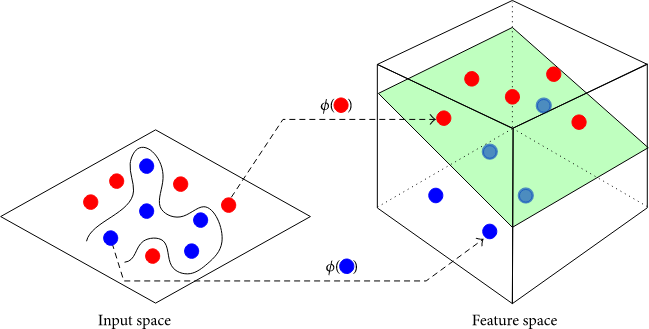 ϕ( )
ϕ( )
Input space
Feature space